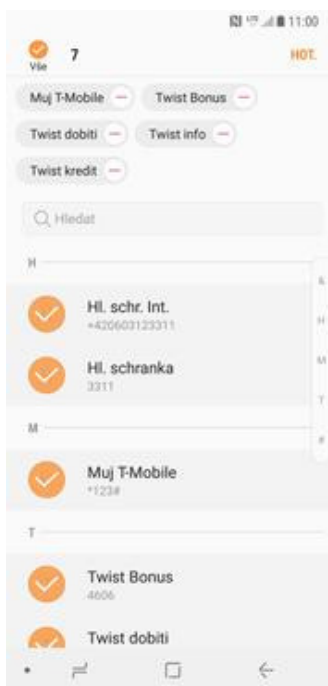 11:00
Vše
7
HOT.
Muj T-Mobile
Twist Bonus
Twist dobiti
Twist info
Twist kredit
Hledat
H
Hl. schr. Int.
+420603123311
Hl. schranka
3311
M
Muj T-Mobile
*123#
T
Twist Bonus
4606
Twist dobiti
&
H
M
T
#